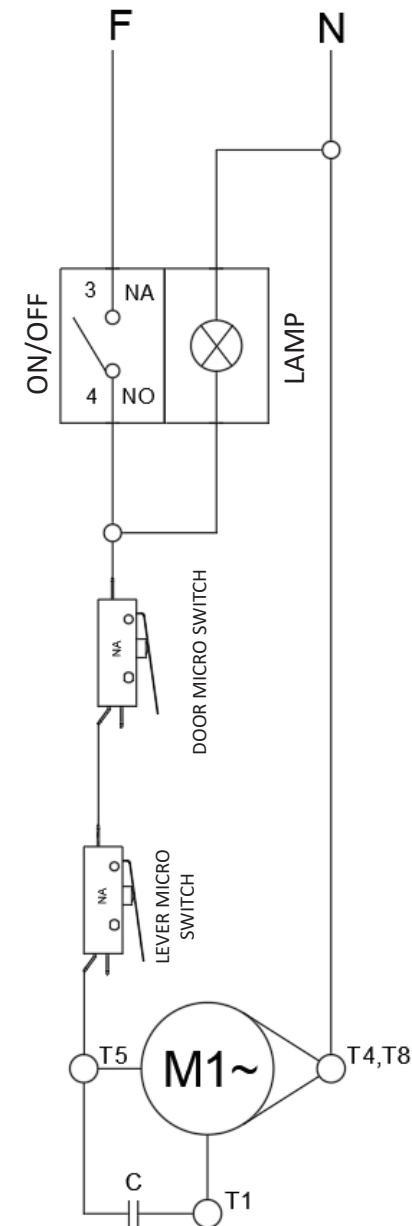 F
N
ON/OFF
3
NA
4
NO
LAMP
NA
DOOR MICRO SWITCH
NA
LEVER MICRO
SWITCH
T5
M1~
T4,T8
C
T1